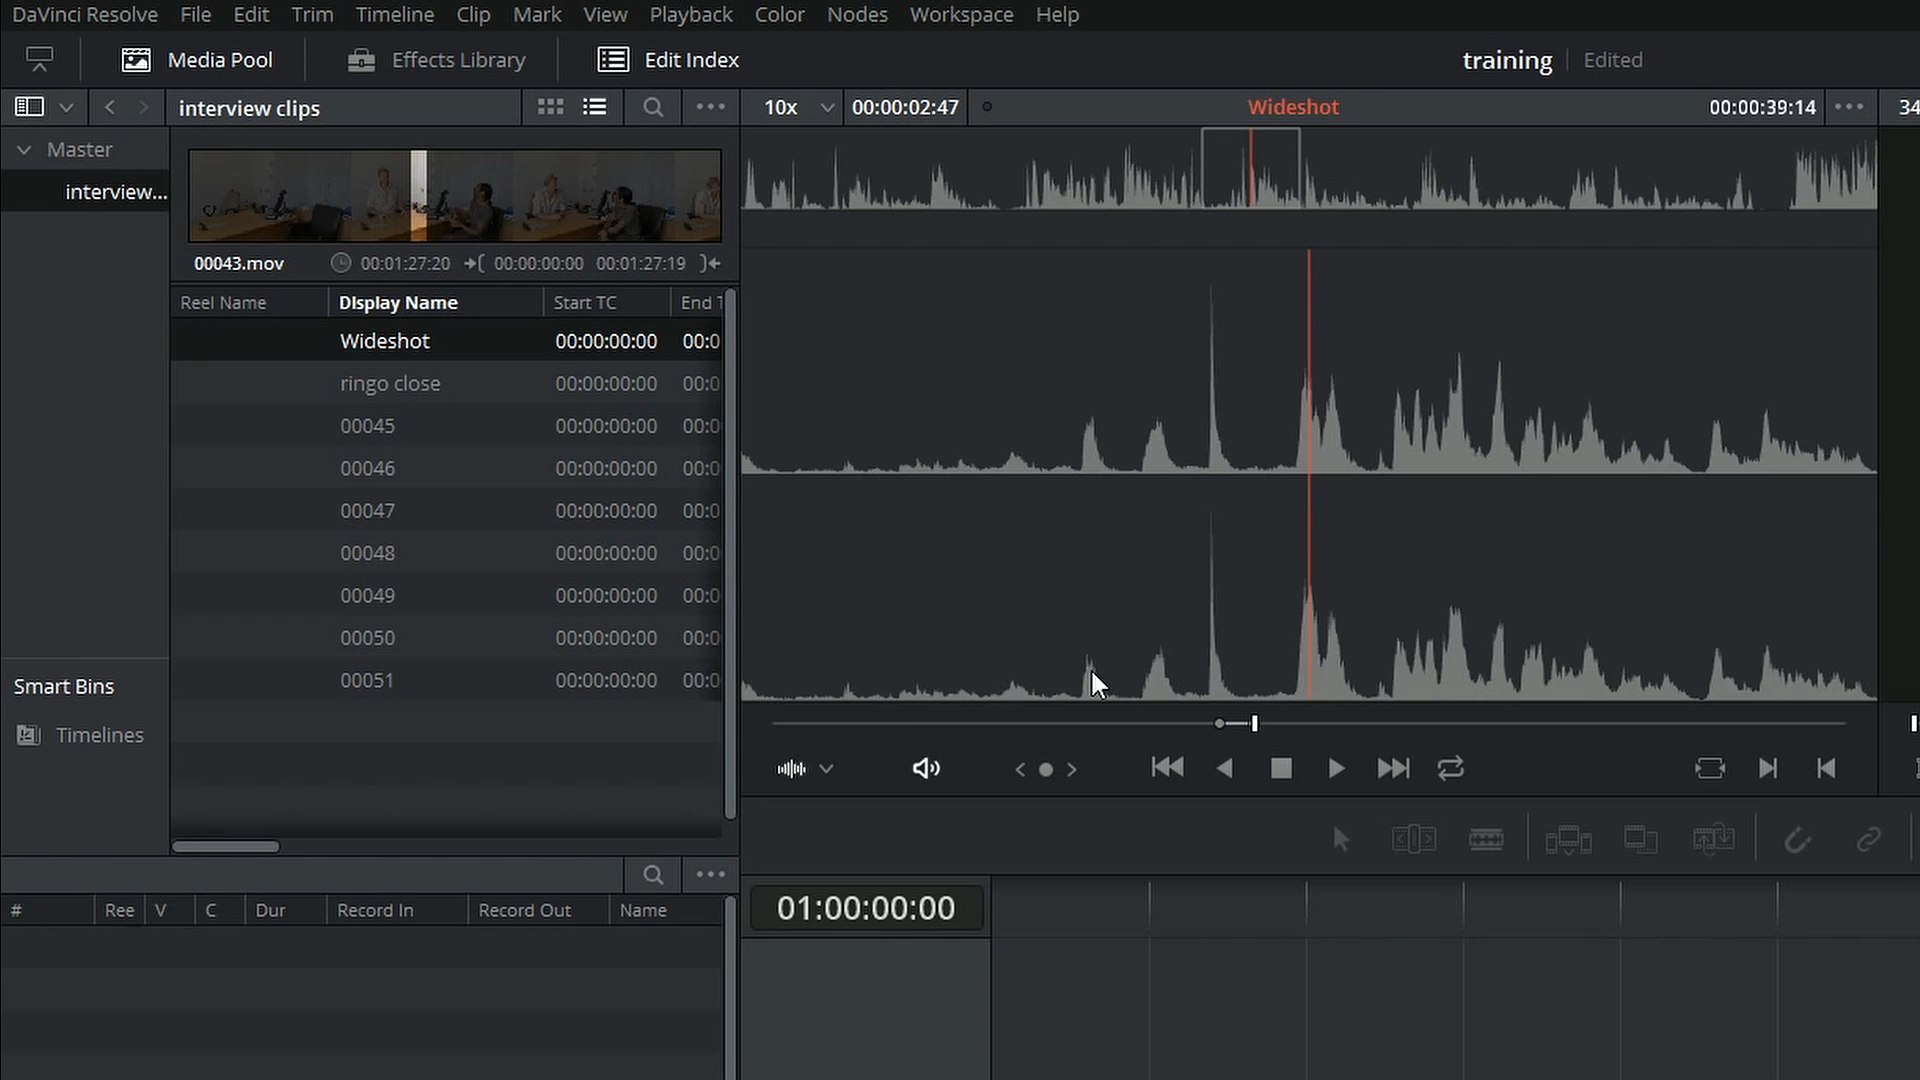 DaVinci Resolve File Edit Trim Timeline Clip Mark View Playback Color Nodes Workspace Help
Media Pool Effects Library Edit Index training Edited
interview clips 10x 00:00:02:47 Wideshot 00:00:39:14 34
Master
interview...
00043.mov 00:01:27:20 00:00:00:00 00:01:27:19
Reel Name DIsplay Name Start TC End T
Wideshot 00:00:00:00 00:0
ringo close 00:00:00:00 00:0
00045 00:00:00:00 00:0
00046 00:00:00:00 00:0
00047 00:00:00:00 00:0
00048 00:00:00:00 00:0
00049 00:00:00:00 00:0
00050 00:00:00:00 00:0
00051 00:00:00:00 00:0
Smart Bins
Timelines
# Ree V C Dur Record In Record Out Name
01:00:00:00